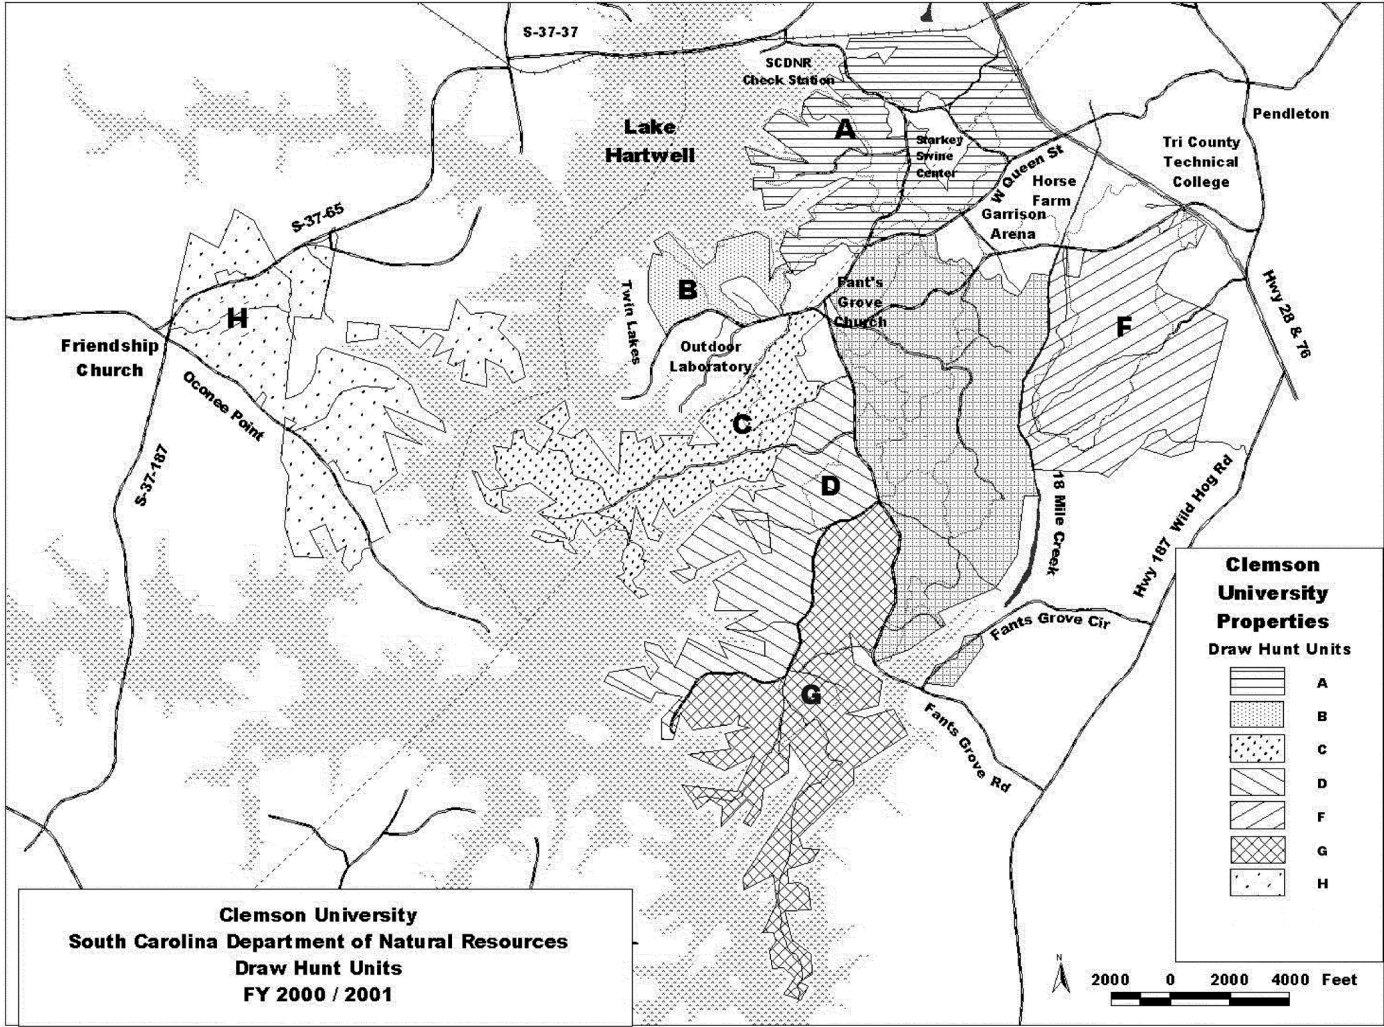 S-37-37
SCDNR
Check Station
Lake
Hartwell
A
Starkey
Swine
Center
W Queen St
Horse
Farm
Garrison
Arena
Tri County
Technical
College
Pendleton
S-37-65
H
Friendship
Church
Oconee Point
S-37-187
Twin Lakes
B
Fant's
Grove
Church
Outdoor
Laboratory
C
D
F
G
Hwy 28 & 76
18 Mile Creek
Hwy 187 Wild Hog Rd
Fants Grove Cir
Fants Grove Rd
Clemson
University
Properties
Draw Hunt Units
A
B
C
D
F
G
H
Clemson University
South Carolina Department of Natural Resources
Draw Hunt Units
FY 2000 / 2001
N
2000 0 2000 4000 Feet